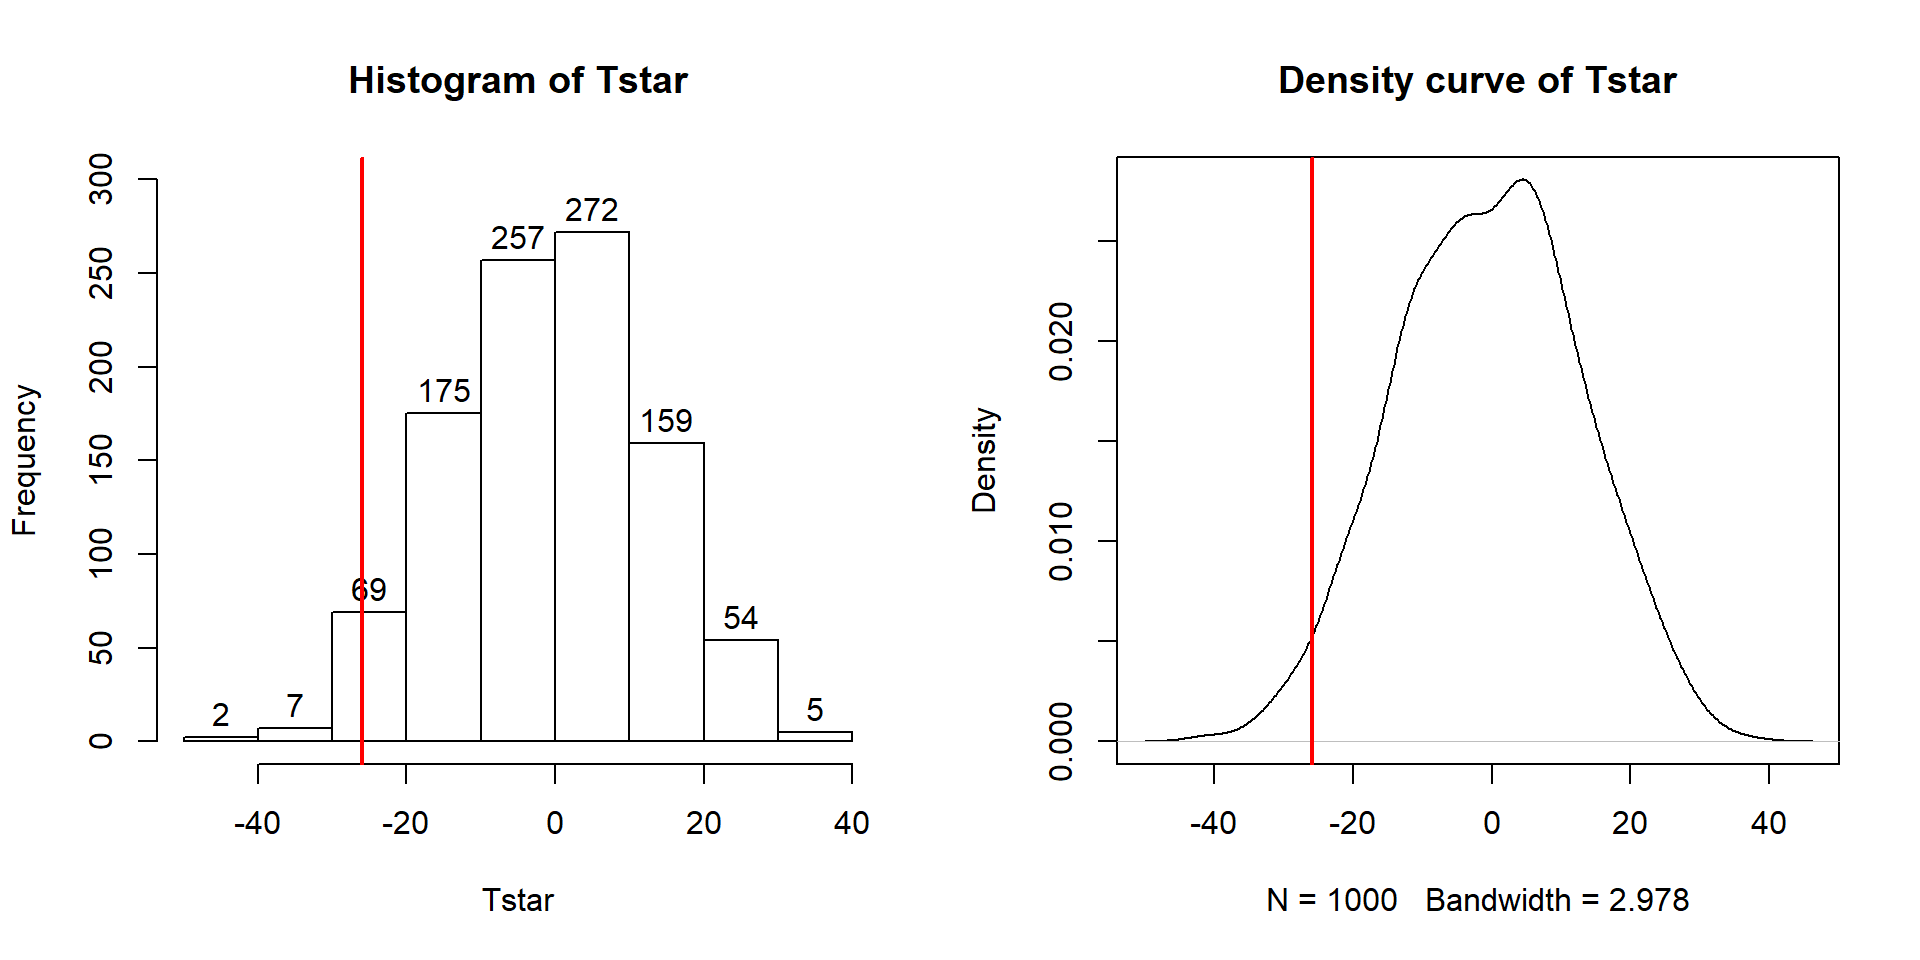 Histogram of Tstar
Frequency
0 50 100 150 200 250 300
2 7 69 175 257 272 159 54 5
-40 -20 0 20 40
Tstar
Density curve of Tstar
Density
0.000 0.010 0.020
-40 -20 0 20 40
N = 1000 Bandwidth = 2.978